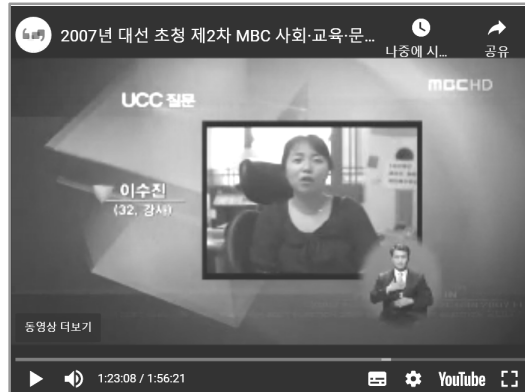 2007년 대선 초청 제2차 MBC 사회·교육·문...
나중에 시...
공유
MBC HD
UCC 질문
이수진
(32, 강사)
동영상 더보기
1:23:08 / 1:56:21
YouTube